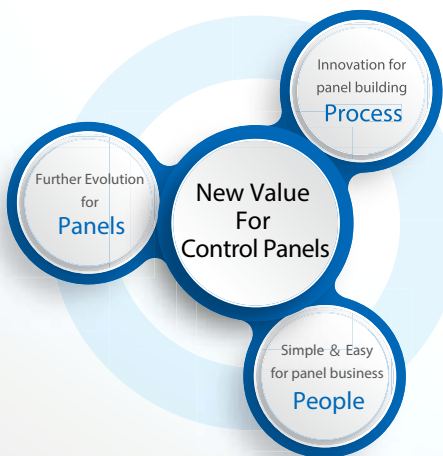 Innovation for
panel building
Process
Further Evolution
for
Panels
New Value
For
Control Panels
Simple & Easy
for panel business
People